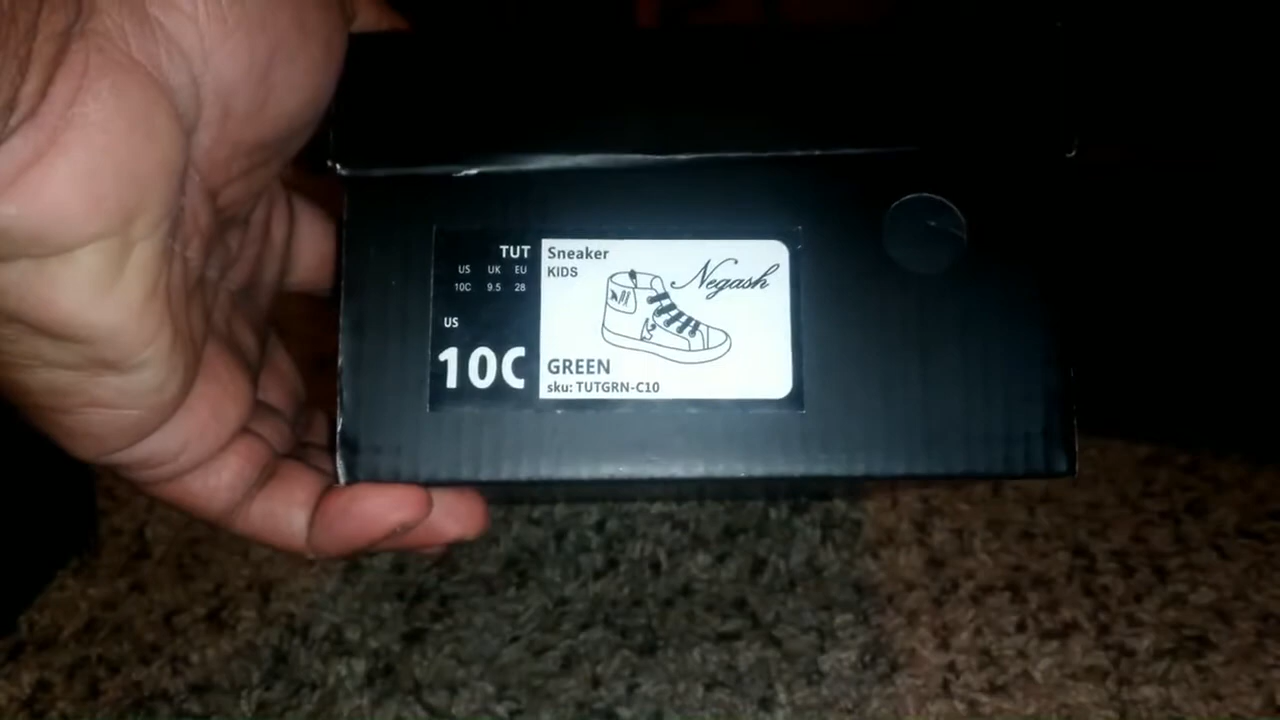 TUT
US UK EU
10C 9.5 28
US
10C
Sneaker
KIDS
Negash
GREEN
sku: TUTGRN-C10